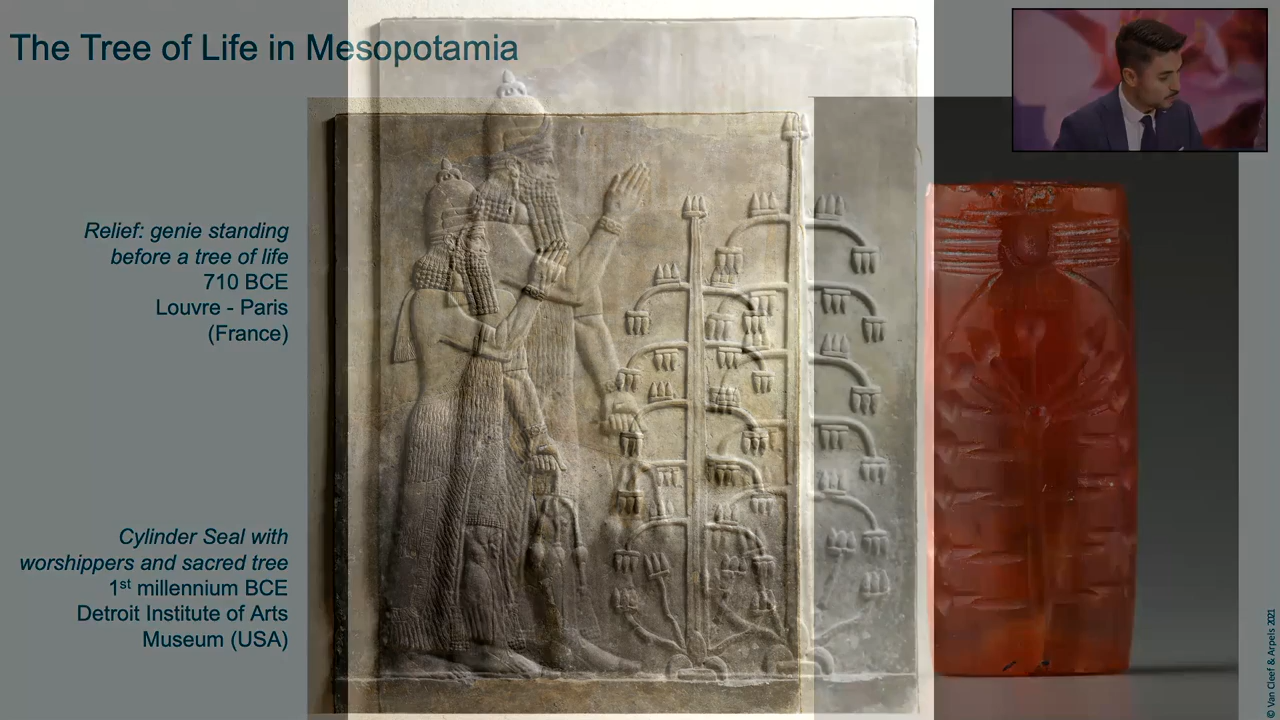 The Tree of Life in Mesopotamia
Relief: genie standing
before a tree of life
710 BCE
Louvre - Paris
(France)
Cylinder Seal with
worshippers and sacred tree
1st millennium BCE
Detroit Institute of Arts
Museum (USA)
© Van Cleef & Arpels 2021